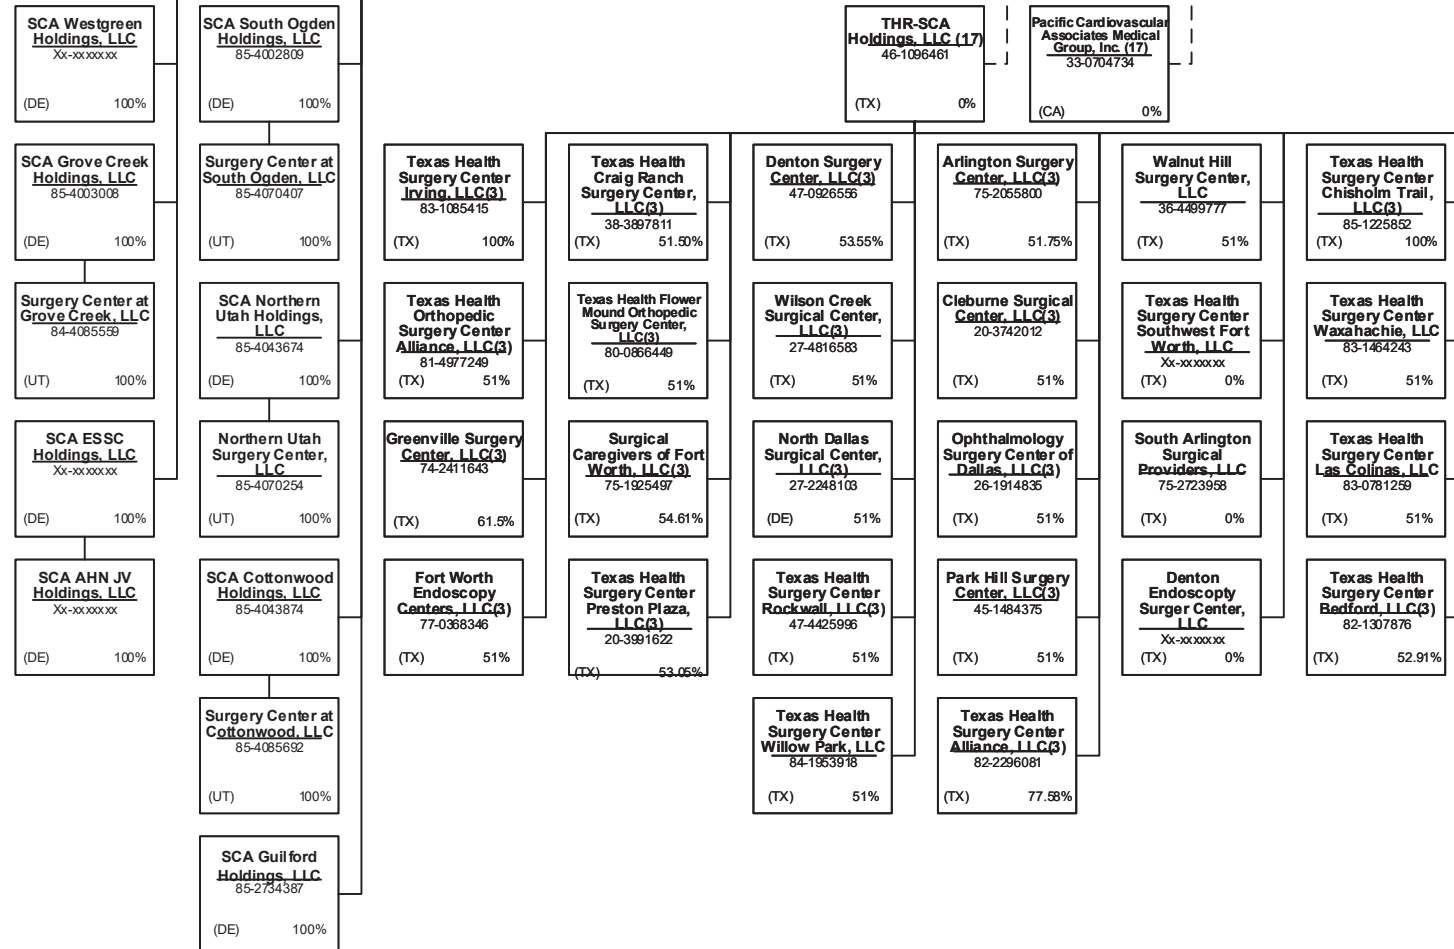 SCA Westgreen
Holdings, LLC
Xx-xxxxxxx
(DE) 100%
SCA South Ogden
Holdings, LLC
85-4002809
(DE) 100%
THR-SCA
Holdings, LLC (17)
46-1096461
(TX) 0%
Pacific Cardiovascular
Associates Medical
Group, Inc. (17)
33-0704734
(CA) 0%
SCA Grove Creek
Holdings, LLC
85-4003008
(DE) 100%
Surgery Center at
South Ogden, LLC
85-4070407
(UT) 100%
Texas Health
Surgery Center
Irving, LLC(3)
83-1085415
(TX) 100%
Texas Health
Craig Ranch
Surgery Center,
LLC(3)
38-3897811
(TX) 51.50%
Denton Surgery
Center, LLC(3)
47-0926556
(TX) 53.55%
Arlington Surgery
Center, LLC(3)
75-2055800
(TX) 51.75%
Walnut Hill
Surgery Center,
LLC
36-4499777
(TX) 51%
Texas Health
Surgery Center
Chisholm Trail,
LLC(3)
85-1225852
(TX) 100%
Surgery Center at
Grove Creek, LLC
84-4085559
(UT) 100%
SCA Northern
Utah Holdings,
LLC
85-4043674
(DE) 100%
Texas Health
Orthopedic
Surgery Center
Alliance, LLC(3)
81-4977249
(TX) 51%
Texas Health Flower
Mound Orthopedic
Surgery Center,
LLC(3)
80-0866449
(TX) 51%
Wilson Creek
Surgical Center,
LLC(3)
27-4816583
(TX) 51%
Cleburne Surgical
Center, LLC(3)
20-3742012
(TX) 51%
Texas Health
Surgery Center
Southwest Fort
Worth, LLC
Xx-xxxxxxx
(TX) 0%
Texas Health
Surgery Center
Waxahachie, LLC
83-1464243
(TX) 51%
SCA ESSC
Holdings, LLC
Xx-xxxxxxx
(DE) 100%
Northern Utah
Surgery Center,
LLC
85-4070254
(UT) 100%
Greenville Surgery
Center, LLC(3)
74-2411643
(TX) 61.5%
Surgical
Caregivers of Fort
Worth, LLC(3)
75-1925497
(TX) 54.61%
North Dallas
Surgical Center,
LLC(3)
27-2248103
(DE) 51%
Ophthalmology
Surgery Center of
Dallas, LLC(3)
26-1914835
(TX) 51%
South Arlington
Surgical
Providers, LLC
75-2723958
(TX) 0%
Texas Health
Surgery Center
Las Colinas, LLC
83-0781259
(TX) 51%
SCA AHN JV
Holdings, LLC
Xx-xxxxxxx
(DE) 100%
SCA Cottonwood
Holdings, LLC
85-4043874
(DE) 100%
Fort Worth
Endoscopy
Centers, LLC(3)
77-0368346
(TX) 51%
Texas Health
Surgery Center
Preston Plaza,
LLC(3)
20-3991622
(TX) 53.05%
Texas Health
Surgery Center
Rockwall, LLC(3)
47-4425996
(TX) 51%
Park Hill Surgery
Center, LLC(3)
45-1484375
(TX) 51%
Denton
Endoscopty
Surger Center,
LLC
Xx-xxxxxxx
(TX) 0%
Texas Health
Surgery Center
Bedford, LLC(3)
82-1307876
(TX) 52.91%
Surgery Center at
Cottonwood, LLC
85-4085692
(UT) 100%
Texas Health
Surgery Center
Willow Park, LLC
84-1953918
(TX) 51%
Texas Health
Surgery Center
Alliance, LLC(3)
82-2296081
(TX) 77.58%
SCA Guilford
Holdings, LLC
85-2734387
(DE) 100%